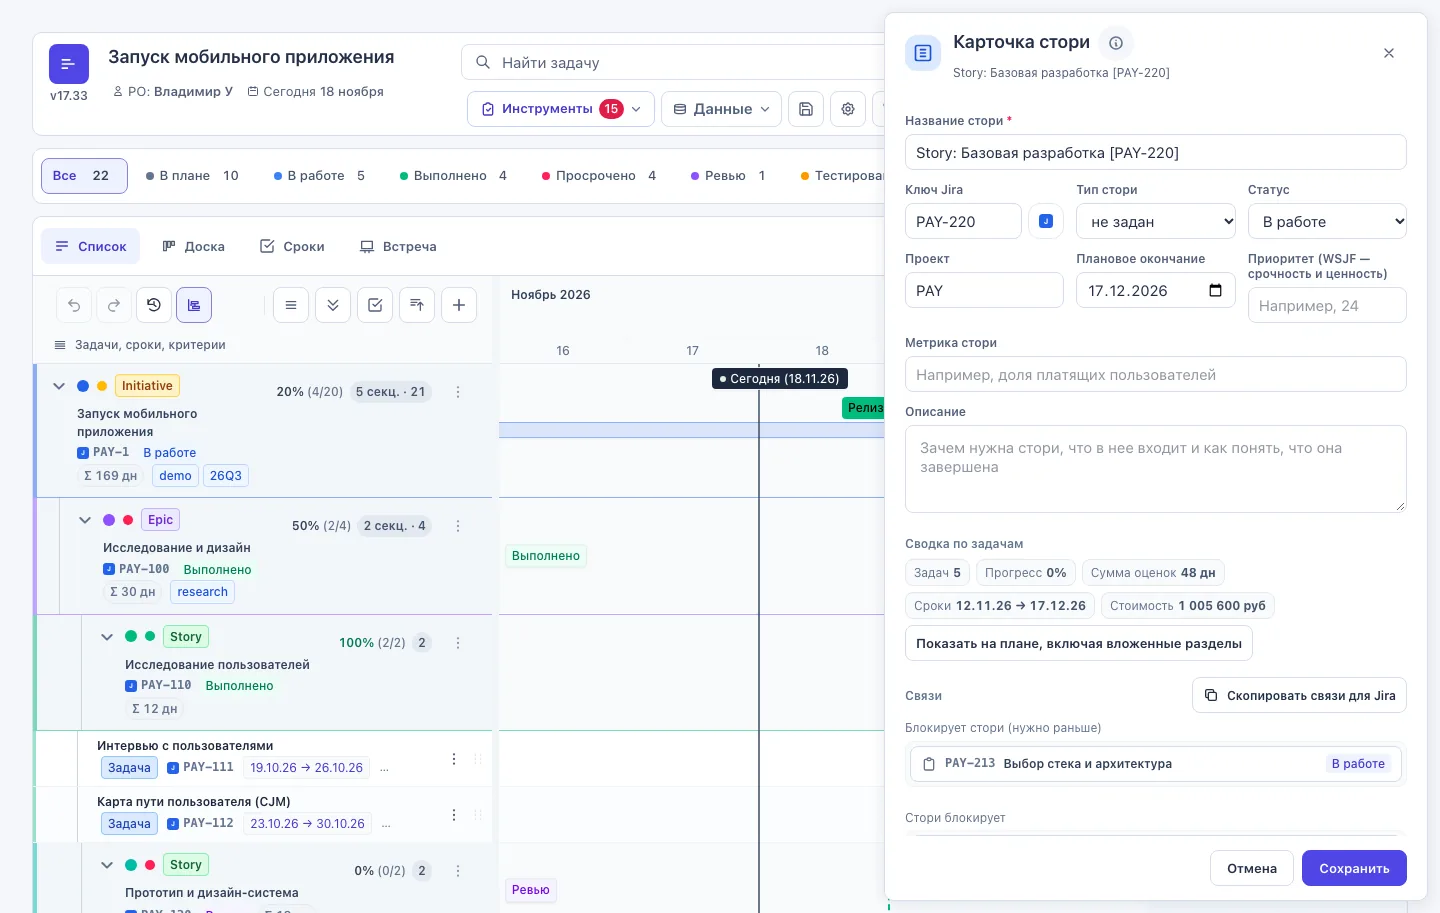 Запуск мобильного приложения
v17.33
PO: Владимир У
Сегодня 18 ноября
Найти задачу
Инструменты 15
Данные
Все 22
В плане 10
В работе 5
Выполнено 4
Просрочено 4
Ревью 1
Тестирова
Список
Доска
Сроки
Встреча
Задачи, сроки, критерии
Ноябрь 2026
16 17 18
Сегодня (18.11.26)
Релиз
Initiative
20% (4/20) 5 секц. · 21
Запуск мобильного
приложения
PAY-1 В работе
Σ 169 дн demo 26Q3
Epic
50% (2/4) 2 секц. · 4
Исследование и дизайн
PAY-100 Выполнено
Σ 30 дн research
Выполнено
Story
100% (2/2) 2
Исследование пользователей
PAY-110 Выполнено
Σ 12 дн
Интервью с пользователями
Задача PAY-111 19.10.26 → 26.10.26 ...
Карта пути пользователя (CJM)
Задача PAY-112 23.10.26 → 30.10.26 ...
Story
0% (0/2) 2
Прототип и дизайн-система
Ревью
Карточка стори
Story: Базовая разработка [PAY-220]
Название стори *
Story: Базовая разработка [PAY-220]
Ключ Jira
PAY-220
Тип стори
не задан
Статус
В работе
Проект
PAY
Плановое окончание
17.12.2026
Приоритет (WSJF —
срочность и ценность)
Например, 24
Метрика стори
Например, доля платящих пользователей
Описание
Зачем нужна стори, что в нее входит и как понять, что она
завершена
Сводка по задачам
Задач 5
Прогресс 0%
Сумма оценок 48 дн
Сроки 12.11.26 → 17.12.26
Стоимость 1 005 600 руб
Показать на плане, включая вложенные разделы
Связи
Скопировать связи для Jira
Блокирует стори (нужно раньше)
PAY-213 Выбор стека и архитектура В работе
Стори блокирует
Отмена
Сохранить